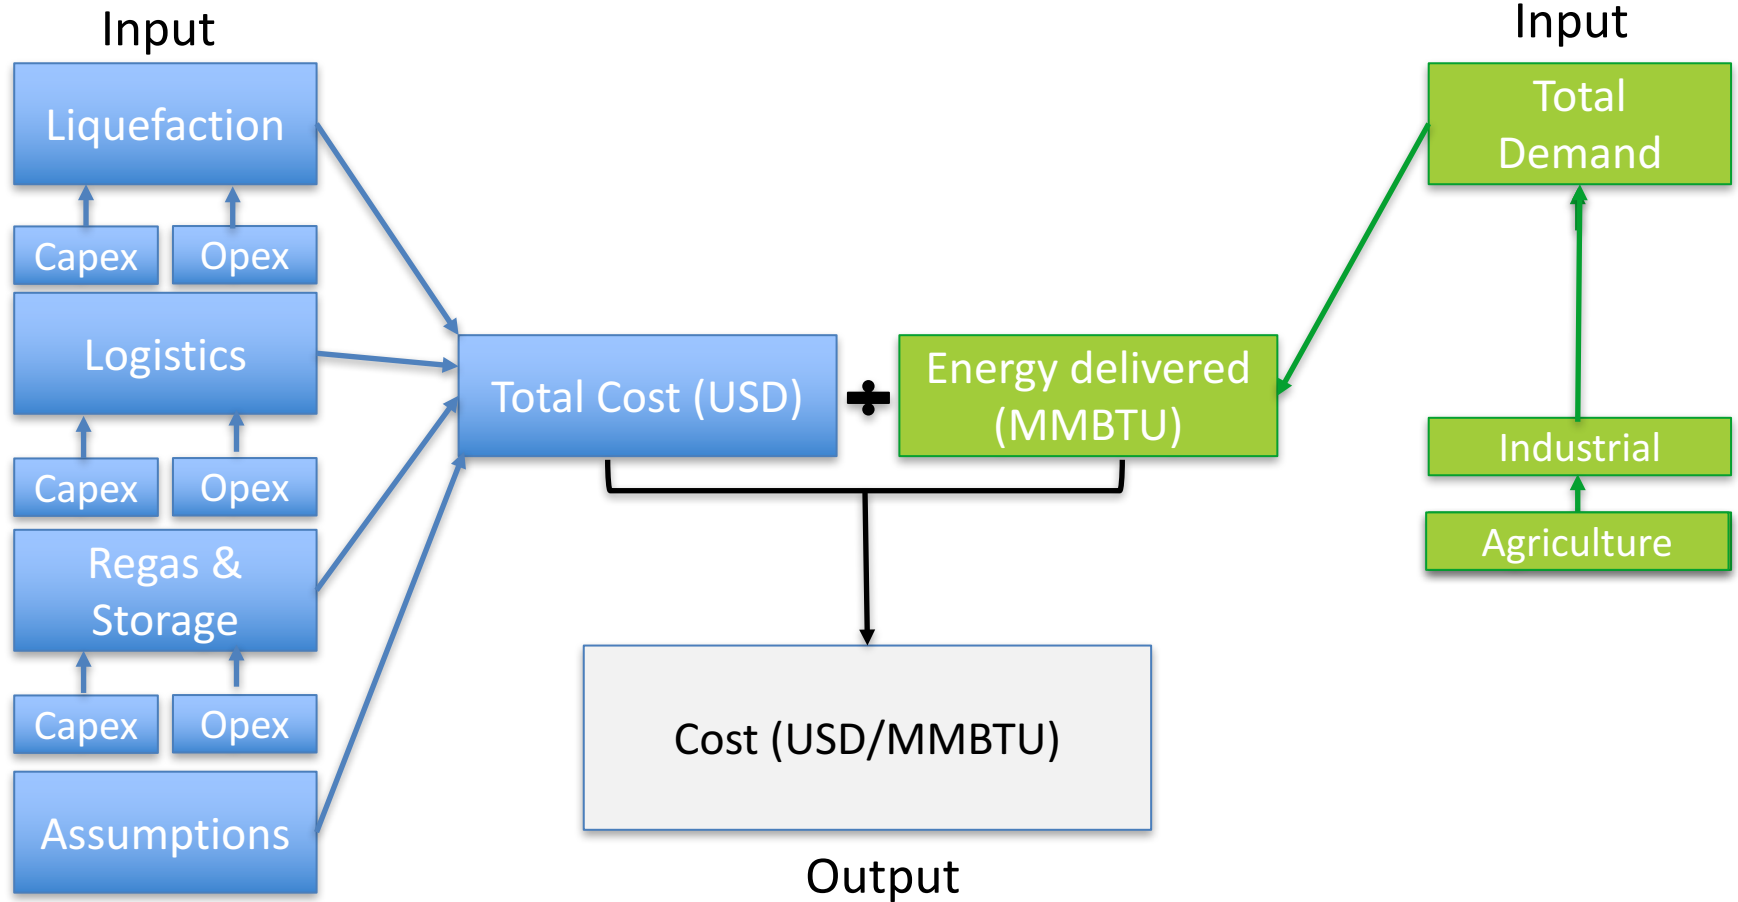 Input
Liquefaction
Capex
Opex
Logistics
Capex
Opex
Regas &
Storage
Capex
Opex
Assumptions
Total Cost (USD)
÷
Energy delivered
(MMBTU)
Cost (USD/MMBTU)
Output
Input
Total
Demand
Industrial
Agriculture